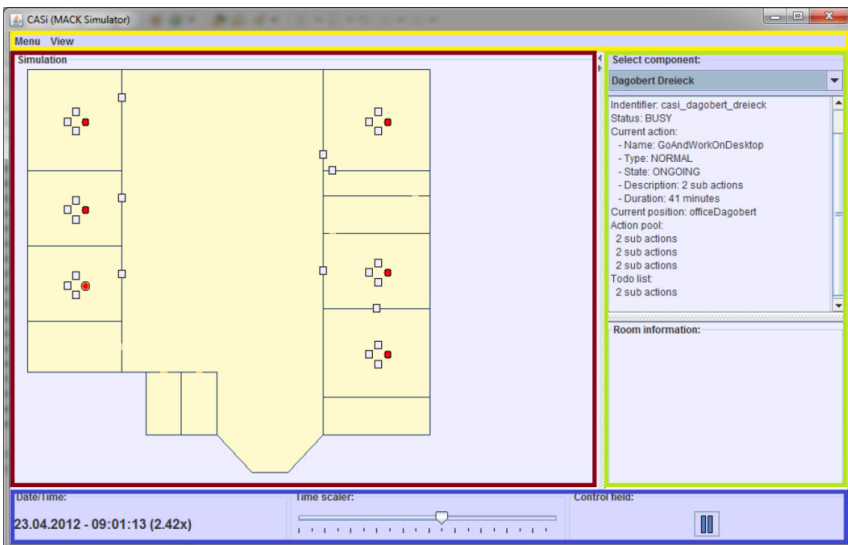 CASi (MACK Simulator)
Menu View
Simulation
Select component:
Dagobert Dreieck
Indentifier: casi_dagobert_dreieck
Status: BUSY
Current action:
- Name: GoAndWorkOnDesktop
- Type: NORMAL
- State: ONGOING
- Description: 2 sub actions
- Duration: 41 minutes
Current position: officeDagobert
Action pool:
2 sub actions
2 sub actions
2 sub actions
Todo list:
2 sub actions
Room information:
Date/Time:
23.04.2012 - 09:01:13 (2.42x)
Time scaler:
Control field: